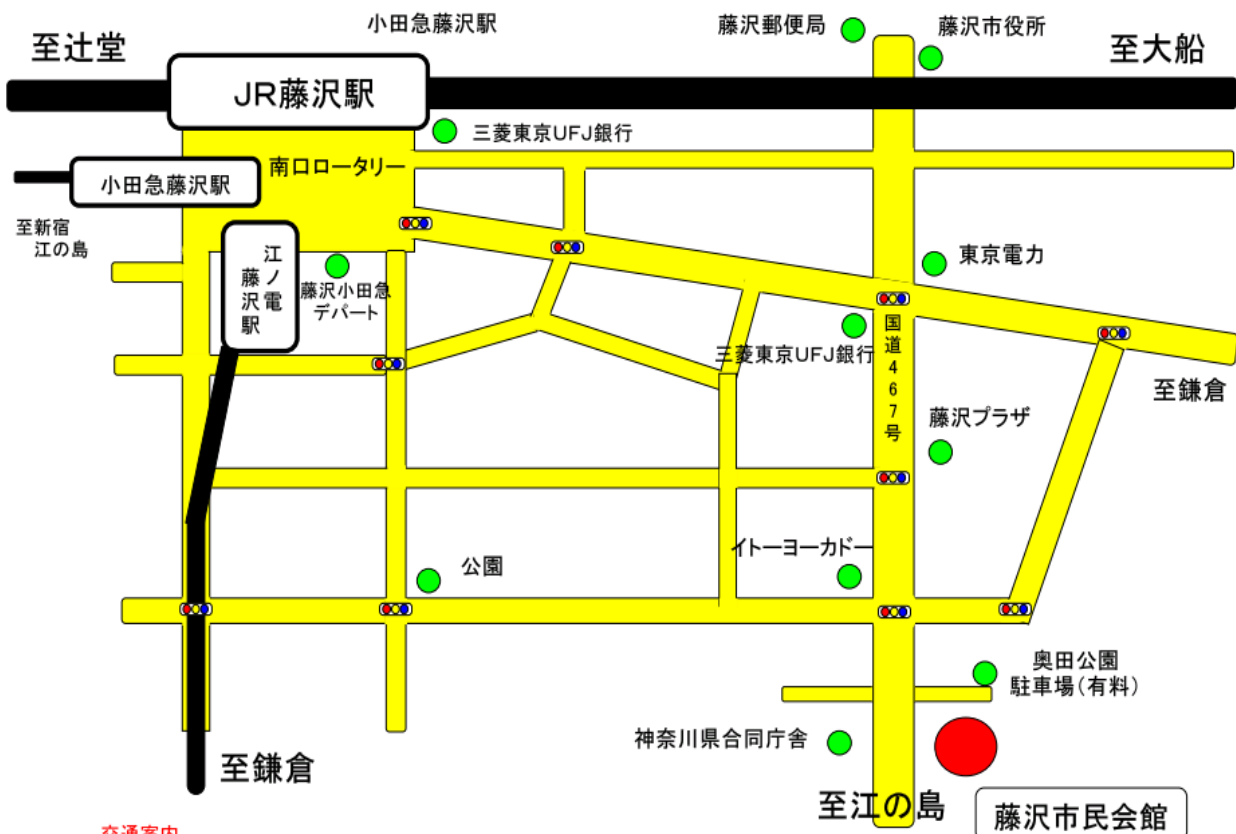 小田急藤沢駅
藤沢郵便局
藤沢市役所
至辻堂
至大船
JR藤沢駅
三菱東京UFJ銀行
南口ロータリー
小田急藤沢駅
至新宿
江の島
江ノ電
藤沢駅
藤沢小田急
デパート
東京電力
国道467号
三菱東京UFJ銀行
至鎌倉
藤沢プラザ
イトーヨーカドー
公園
奥田公園
駐車場(有料)
神奈川県合同庁舎
至鎌倉
至江の島
藤沢市民会館
交通案内